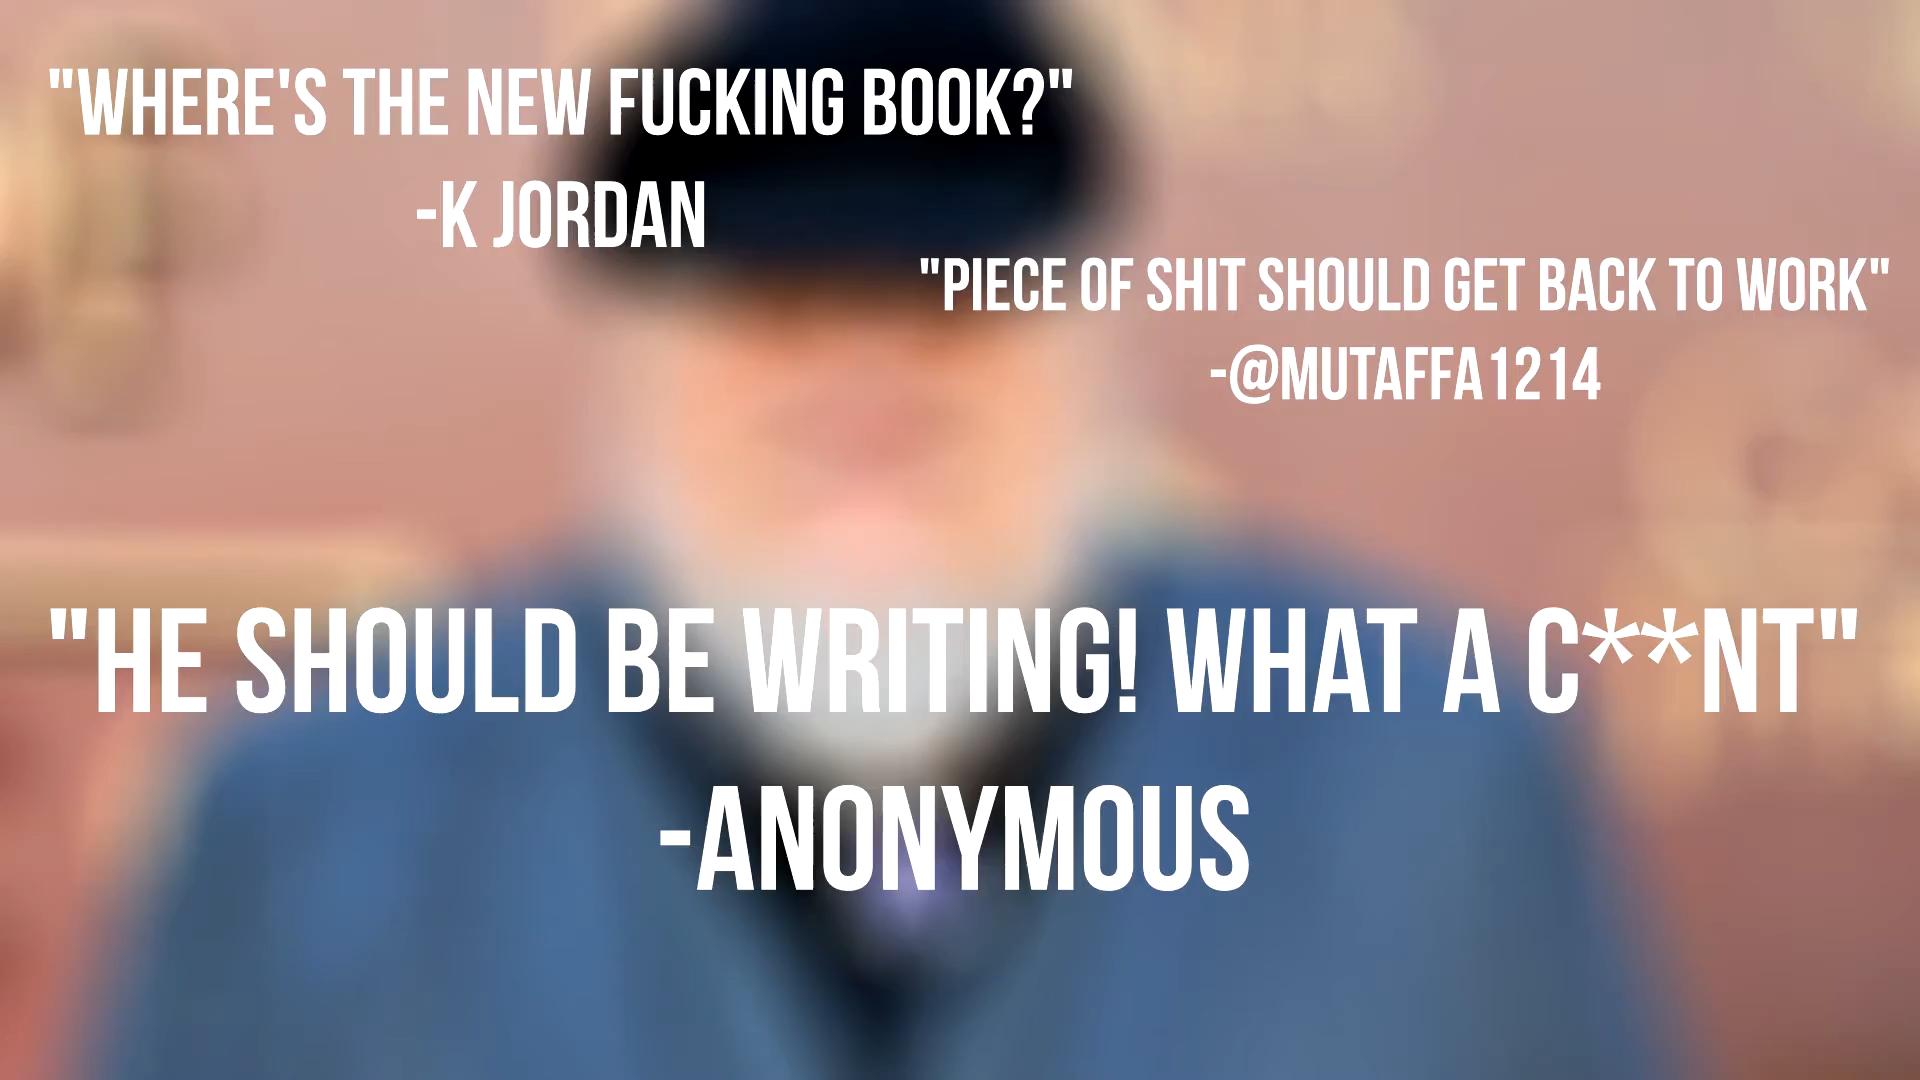 "WHERE'S THE NEW FUCKING BOOK?"
-K JORDAN
"PIECE OF SHIT SHOULD GET BACK TO WORK"
-@MUTAFFA1214
"HE SHOULD BE WRITING! WHAT A C**NT"
-ANONYMOUS